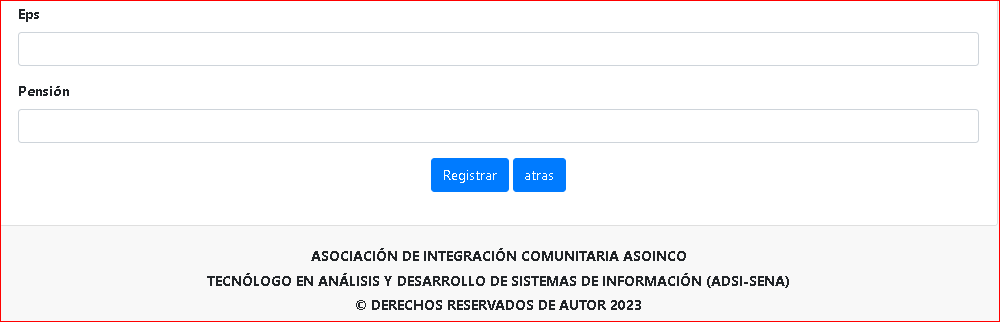 Eps
Pensión
Registrar atras
ASOCIACIÓN DE INTEGRACIÓN COMUNITARIA ASOINCO
TECNÓLOGO EN ANÁLISIS Y DESARROLLO DE SISTEMAS DE INFORMACIÓN (ADSI-SENA)
© DERECHOS RESERVADOS DE AUTOR 2023